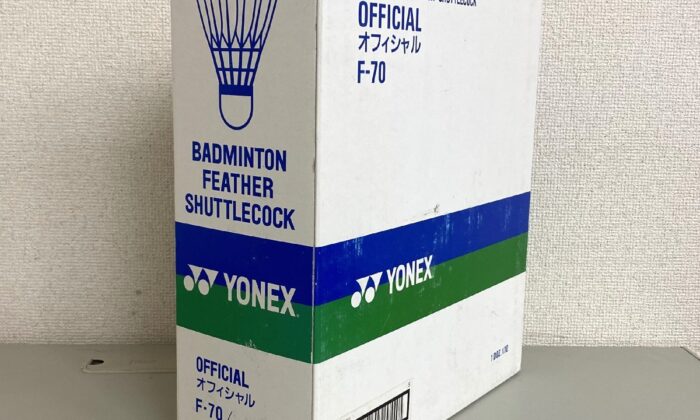 BADMINTON
FEATHER
SHUTTLECOCK
YONEX
OFFICIAL
オフィシャル
F-70
SHUTTLECOCK
OFFICIAL
オフィシャル
F-70
YONEX